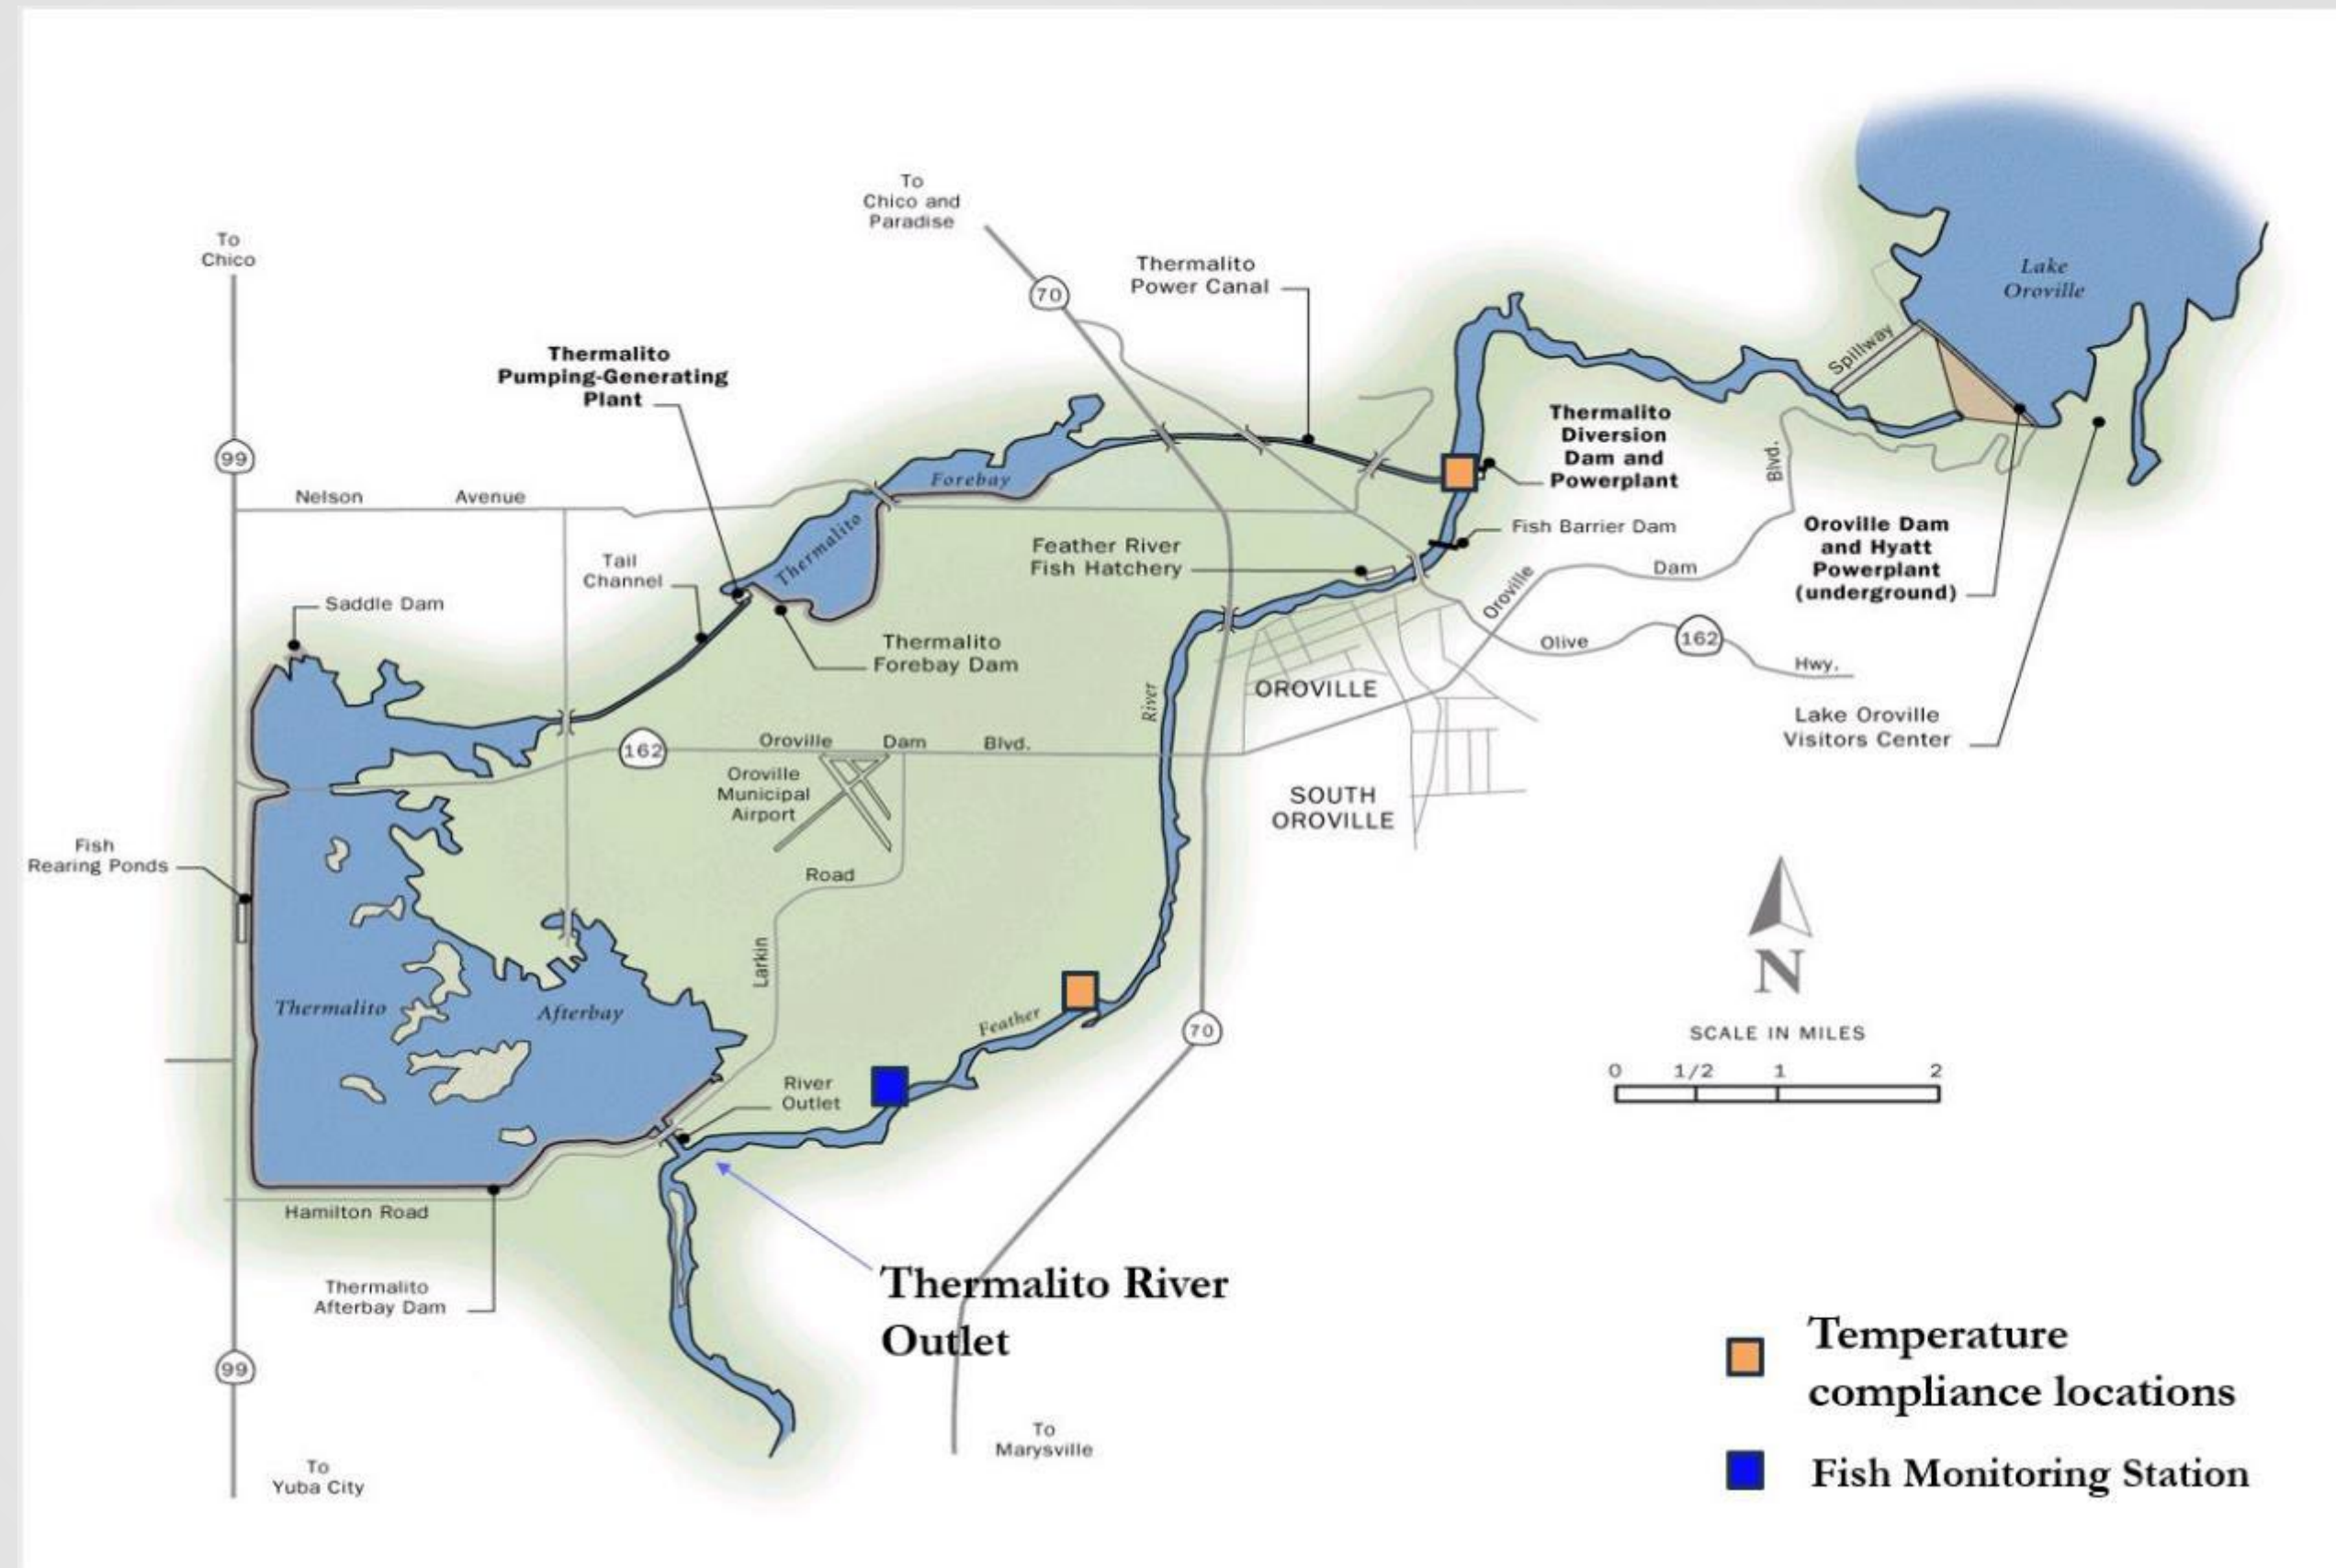 To
Chico and
Paradise
To
Chico
70
Thermalito
Power Canal
Lake
Oroville
Spillway
Thermalito
Pumping-Generating
Plant
99
Nelson Avenue
Forebay
Thermalito
Thermalito
Diversion
Dam and
Powerplant
Blvd.
Fish Barrier Dam
Oroville Dam
and Hyatt
Powerplant
(underground)
Feather River
Fish Hatchery
Tail
Channel
Dam
Oroville
Saddle Dam
Thermalito
Forebay Dam
Olive
162
Hwy.
River
OROVILLE
Lake Oroville
Visitors Center
162
Oroville Dam Blvd.
Oroville
Municipal
Airport
SOUTH
OROVILLE
Fish
Rearing Ponds
Road
Larkin
N
Thermalito Afterbay
Feather
70
SCALE IN MILES
0 1/2 1 2
River
Outlet
Hamilton Road
Thermalito
Afterbay Dam
Thermalito River
Outlet
99
To
Marysville
To
Yuba City
Temperature
compliance locations
Fish Monitoring Station